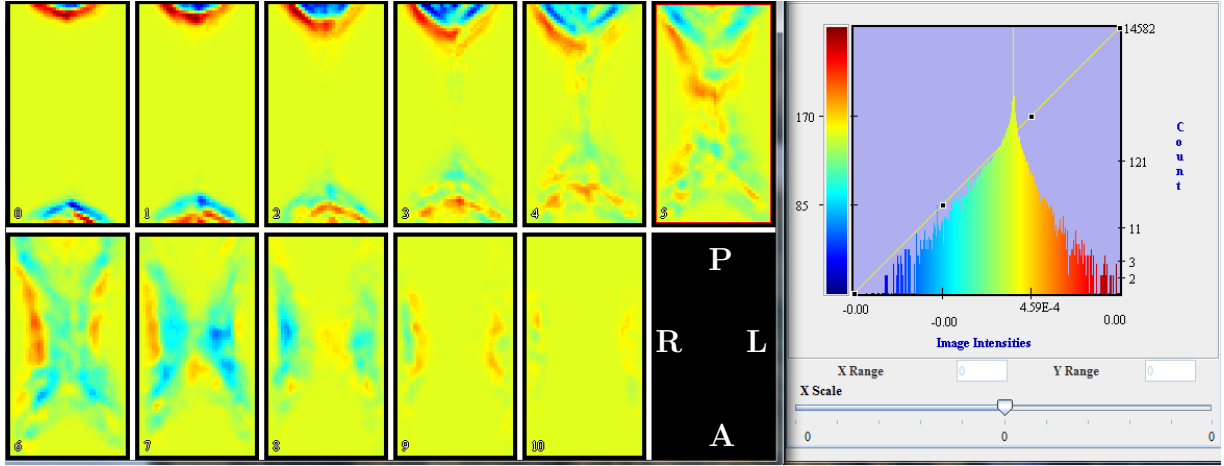 0 1 2 3 4 5
6 7 8 9 10
P
R L
A
14582
170
121
85
11
3
2
-0.00 4.59E-4
-0.00 0.00
Count
Image Intensities
X Range 0 Y Range 0
X Scale
0 0 0